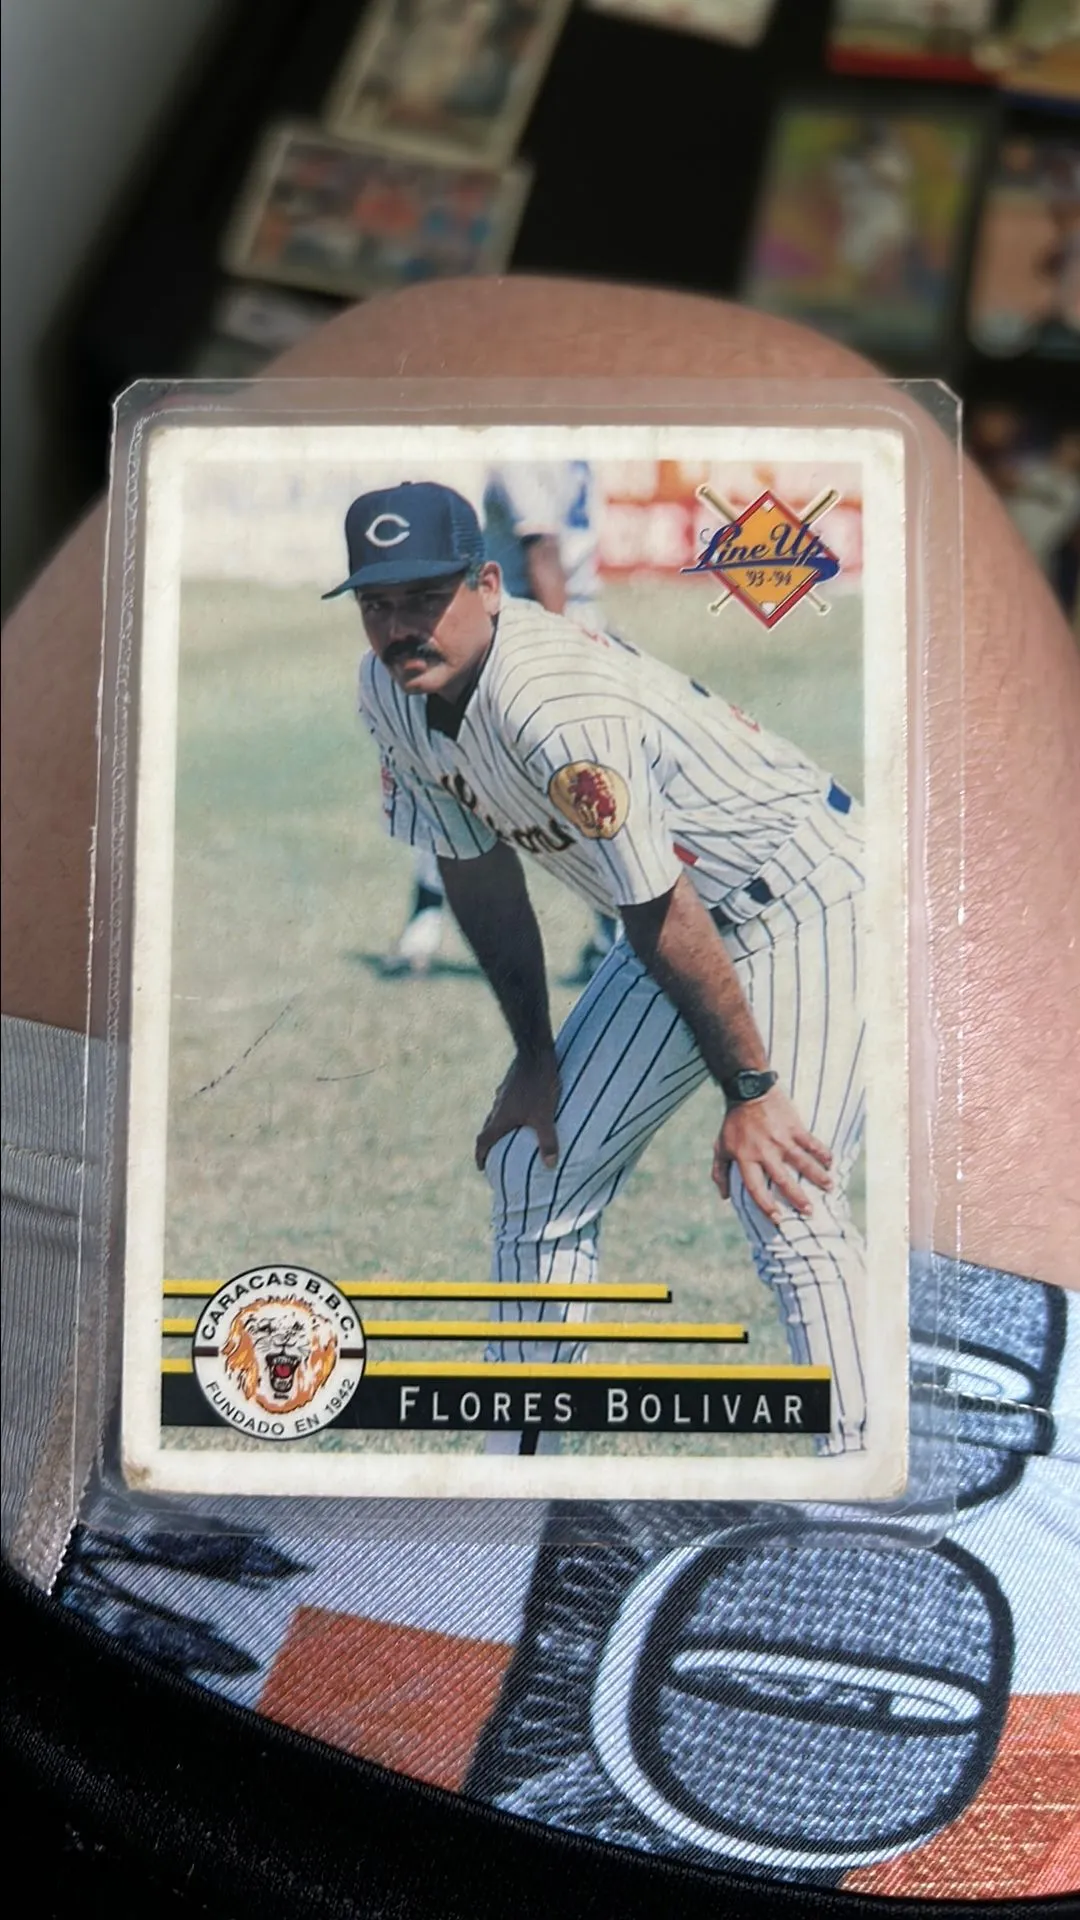 C
Line Up
'93-'94
CARACAS B.B.C.
FUNDADO EN 1942
FLORES BOLIVAR